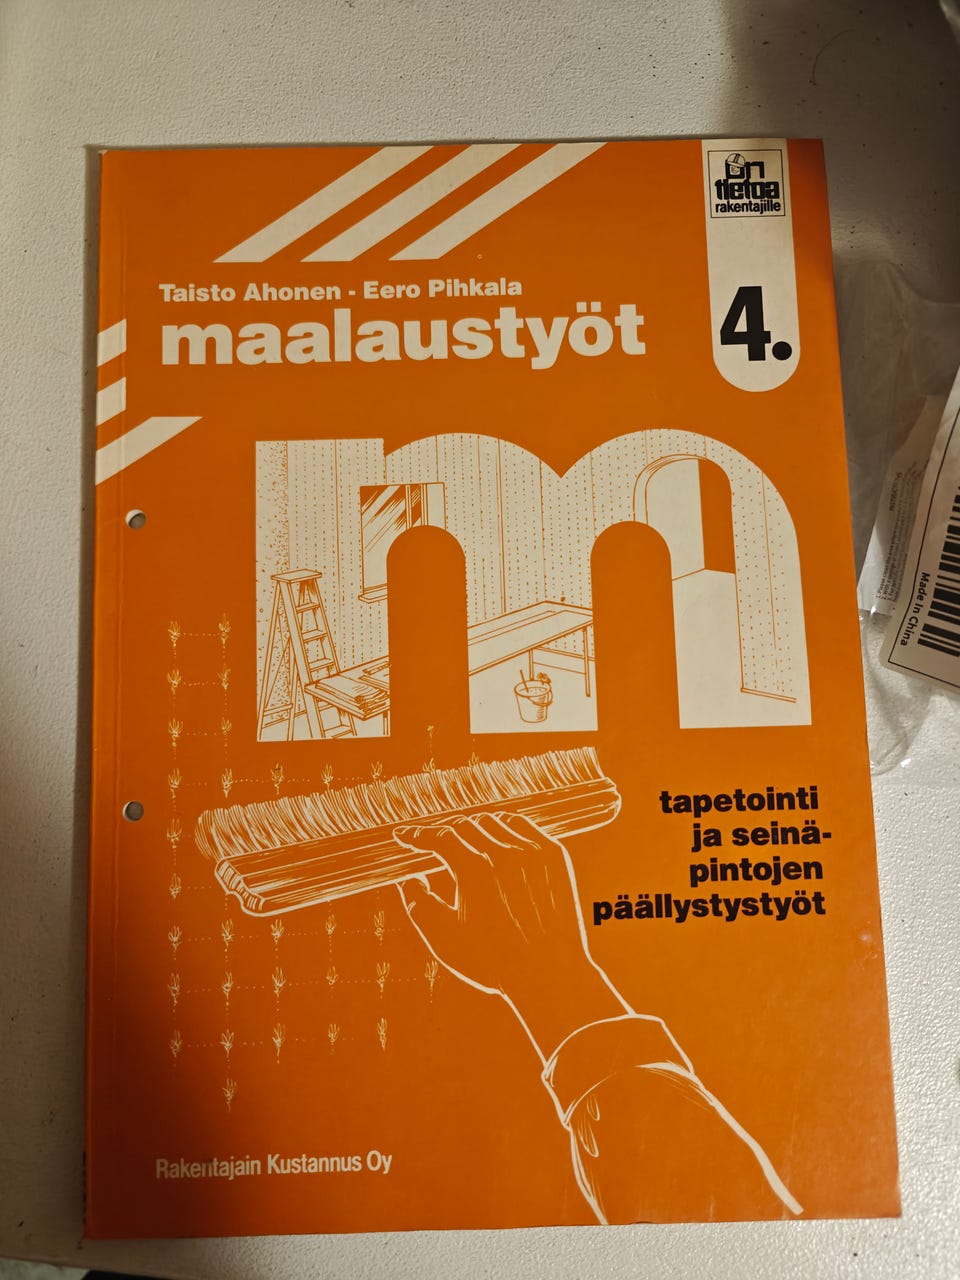 on
tietoa
rakentajille
4.
Taisto Ahonen - Eero Pihkala
maalaustyöt
m
tapetointi
ja seinä-
pintojen
päällystystyöt
Rakentajain Kustannus Oy
Made In China